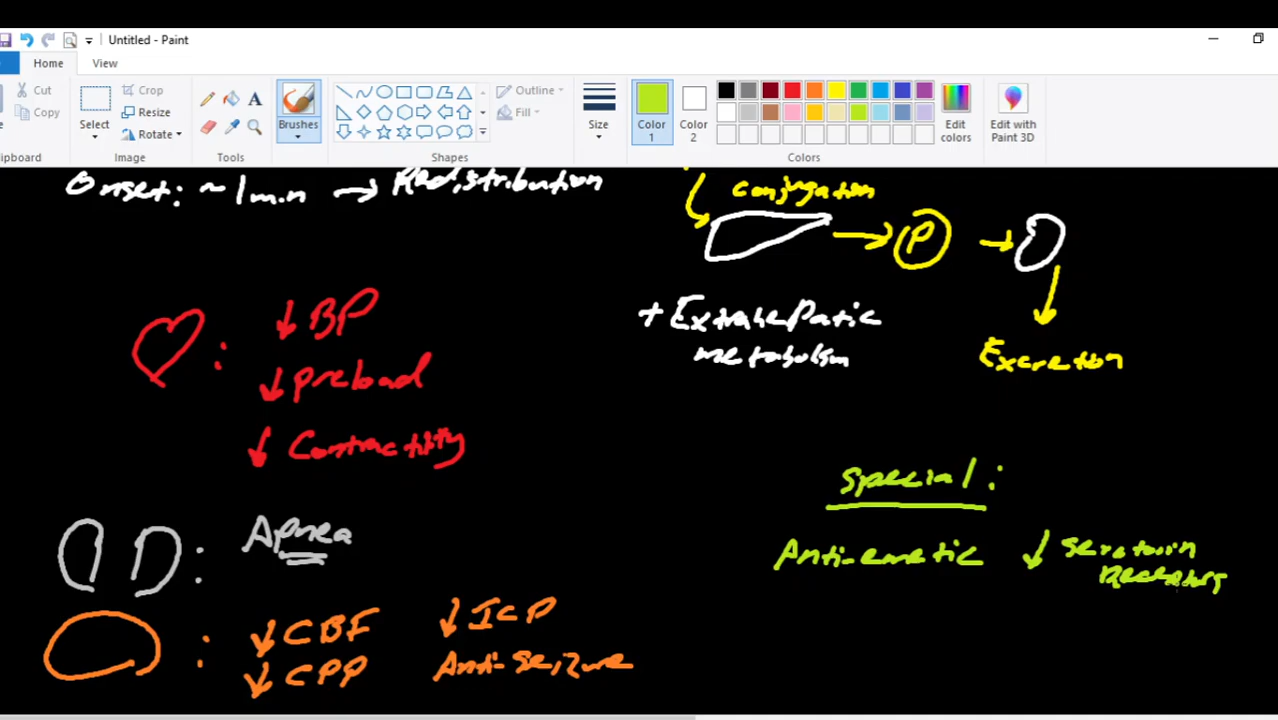 Untitled - Paint
Home View
Cut
Copy
lipboard
Select
Crop
Resize
Rotate
Image
Tools
Brushes
Outline
Fill
Shapes
Size
Color 1
Color 2
Edit colors
Colors
Edit with Paint 3D
Onset: ~ 1min → Redistribution
conjugation
→ P →
+ Extrahepatic
metabolism
Excretion
: ↓ BP
↓ preload
↓ Contractility
special:
: Apnea
Anti-emetic ↓ Serotonin
Receptors
: ↓ CBF ↓ ICP
↓ CPP Anti-Seizure